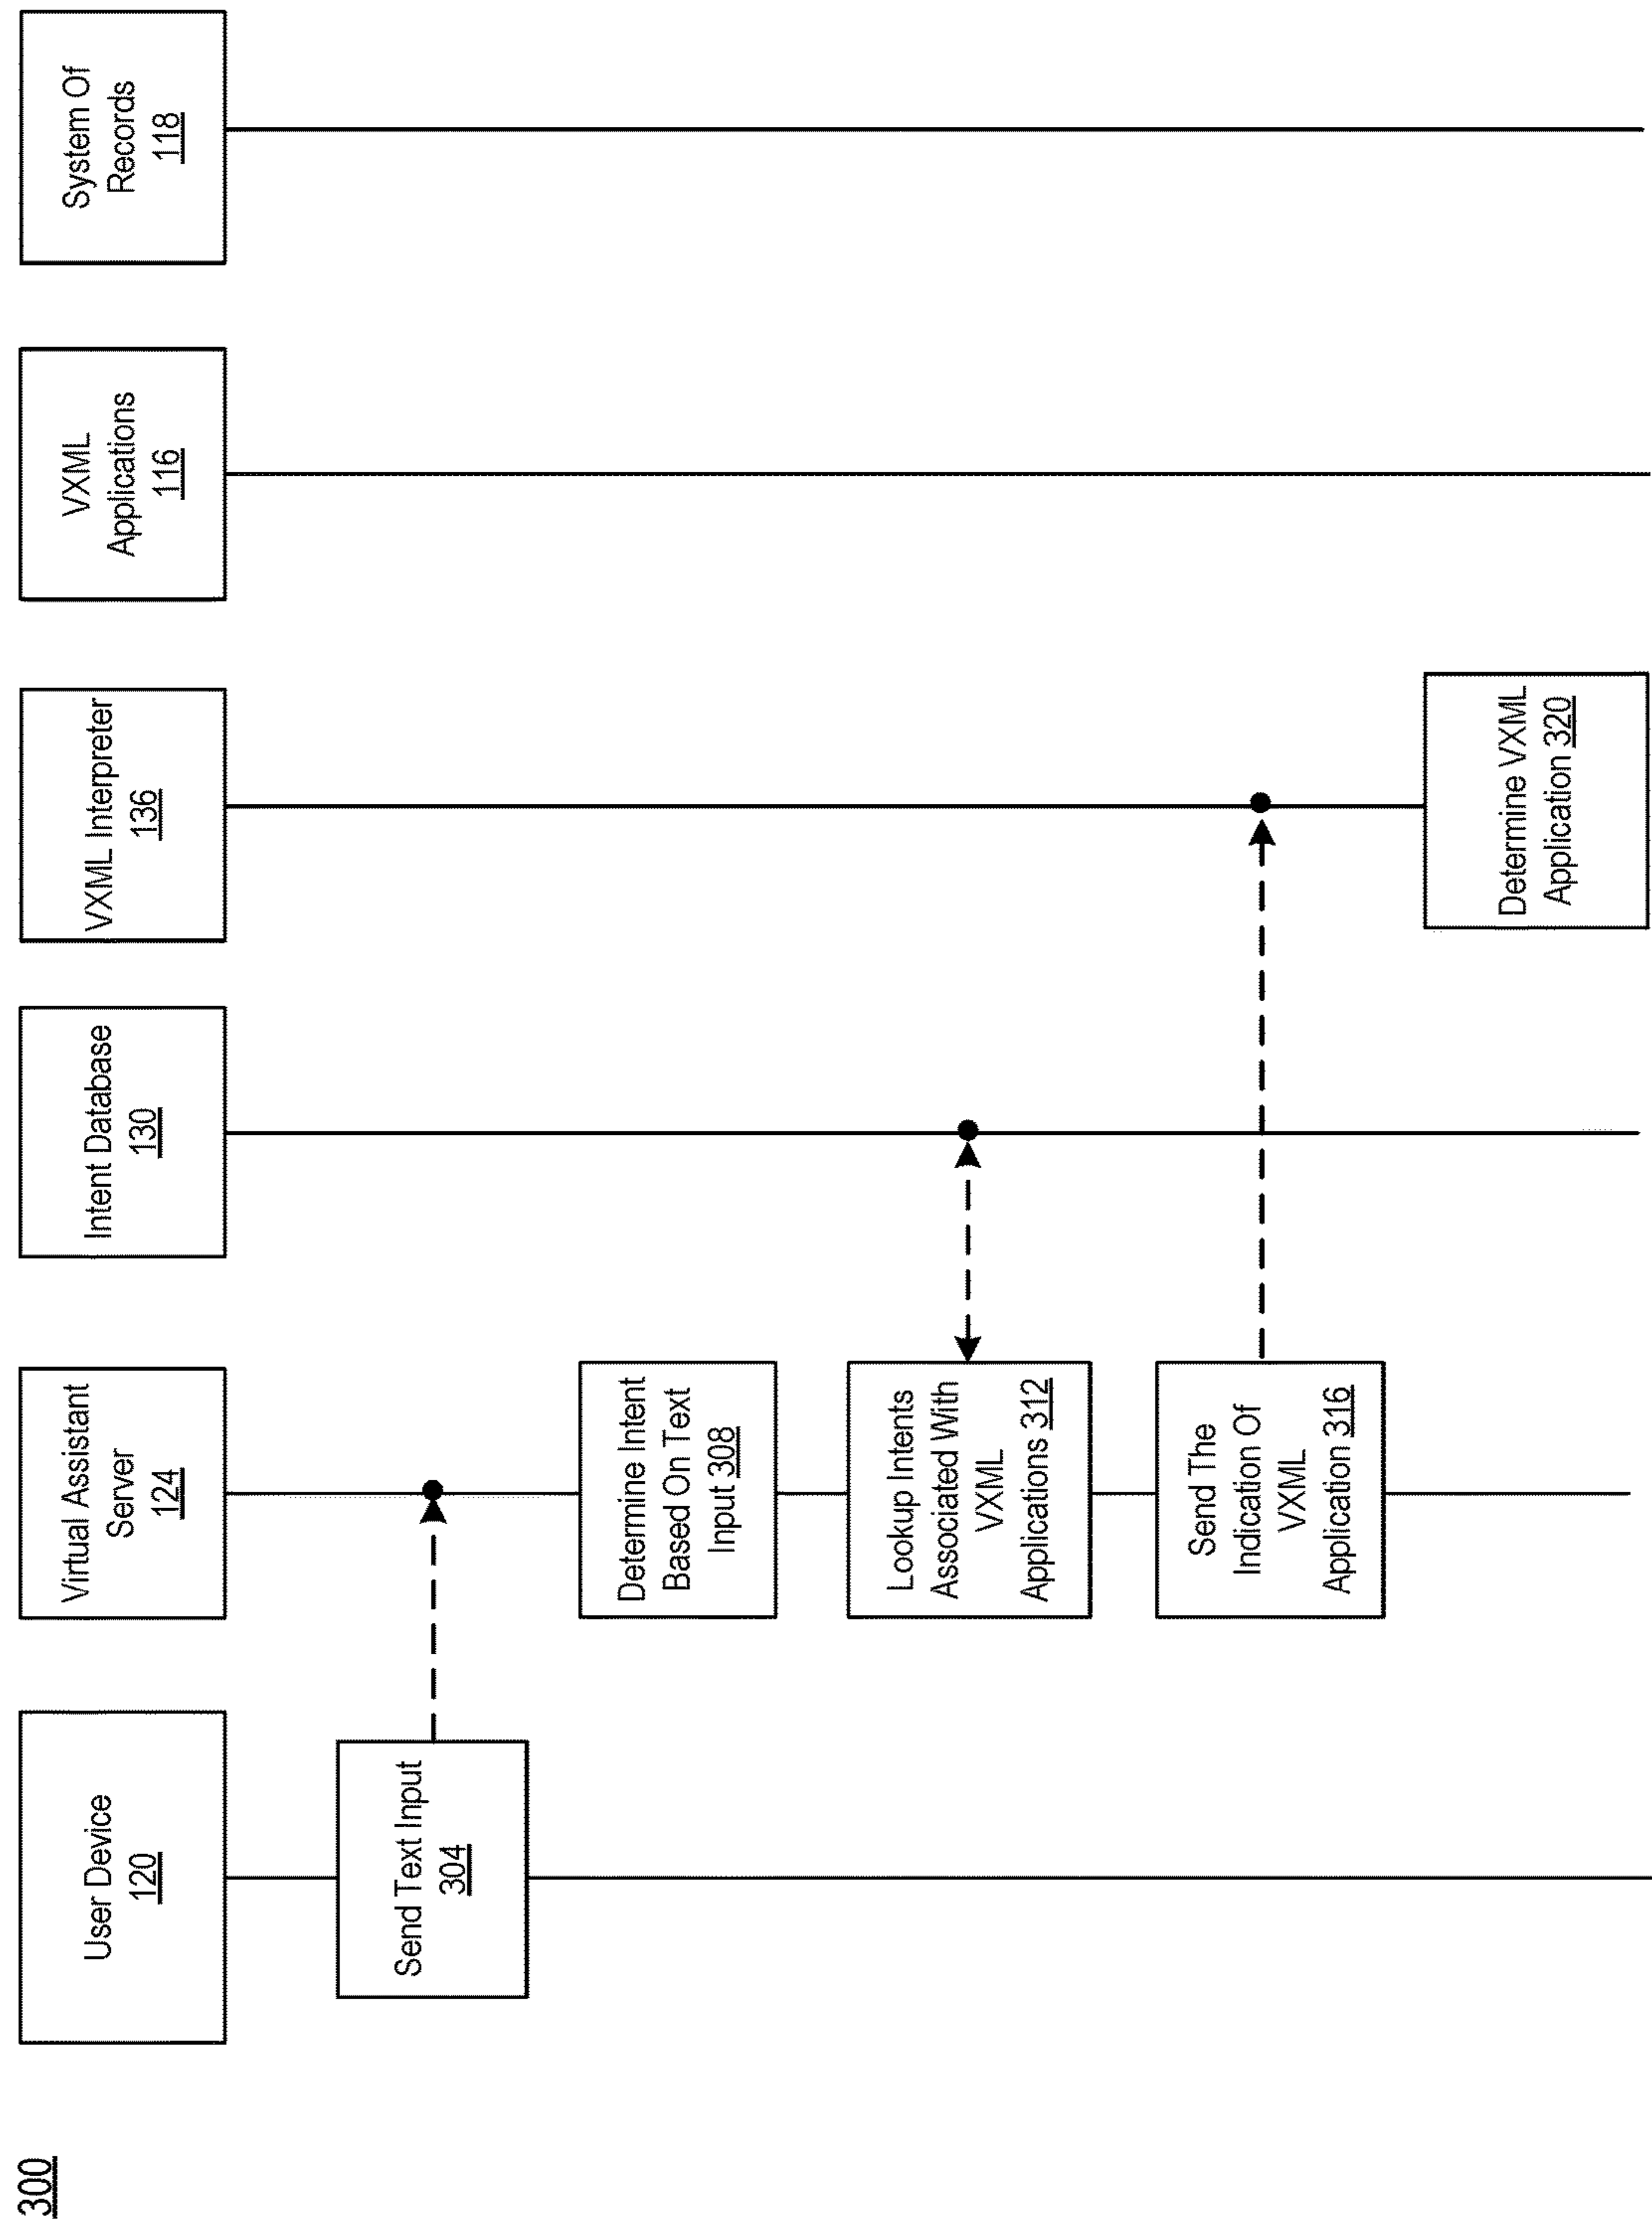 300
User Device
120
Virtual Assistant
Server
124
Intent Database
130
VXML Interpreter
136
VXML
Applications
116
System Of
Records
118
Send Text Input
304
Determine Intent
Based On Text
Input 308
Lookup Intents
Associated With
VXML
Applications 312
Send The
Indication Of
VXML
Application 316
Determine VXML
Application 320